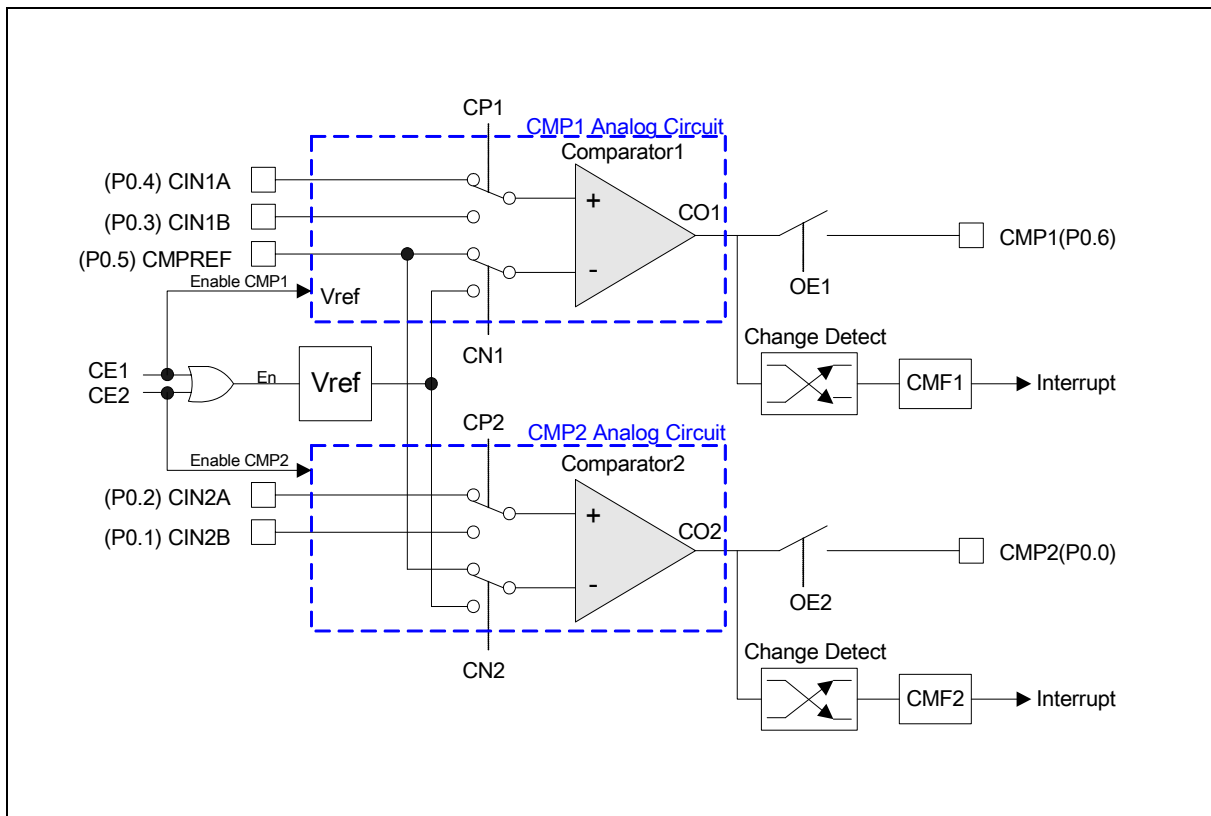 CP1
CMP1 Analog Circuit
Comparator1
(P0.4) CIN1A
+
CO1
(P0.3) CIN1B
CMP1(P0.6)
(P0.5) CMPREF
-
Enable CMP1
Vref
OE1
CN1
Change Detect
CE1
CE2
En
Vref
CMF1
Interrupt
CP2
CMP2 Analog Circuit
Enable CMP2
Comparator2
(P0.2) CIN2A
+
CO2
(P0.1) CIN2B
CMP2(P0.0)
-
OE2
CN2
Change Detect
CMF2
Interrupt